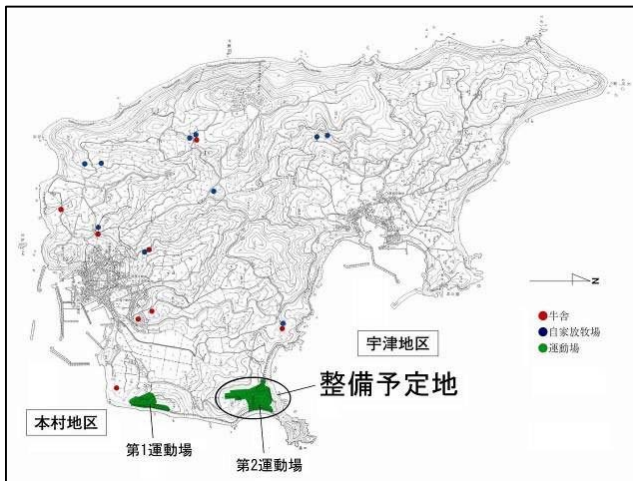 N
牛舎
自家放牧場
運動場
宇津地区
整備予定地
本村地区
第1運動場
第2運動場